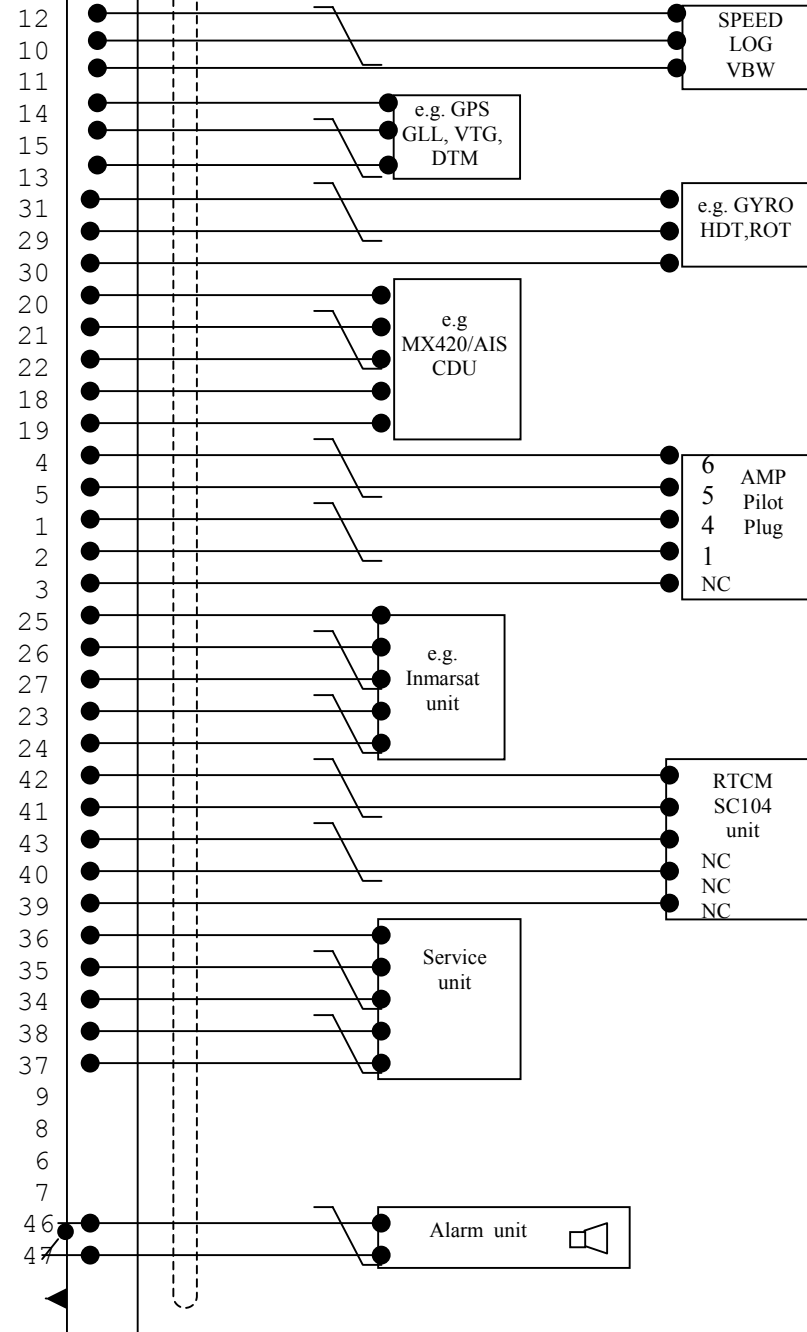 12
SPEED
10
LOG
11
VBW
14
e.g. GPS
15
GLL, VTG,
DTM
13
31
e.g. GYRO
29
HDT,ROT
30
20
e.g
21
MX420/AIS
22
CDU
18
19
4
6
AMP
5
5
Pilot
1
4
Plug
2
1
3
NC
25
26
e.g.
27
Inmarsat
23
unit
24
42
RTCM
41
SC104
43
unit
40
NC
NC
39
NC
36
35
Service
34
unit
38
37
9
8
6
7
46
Alarm unit
47